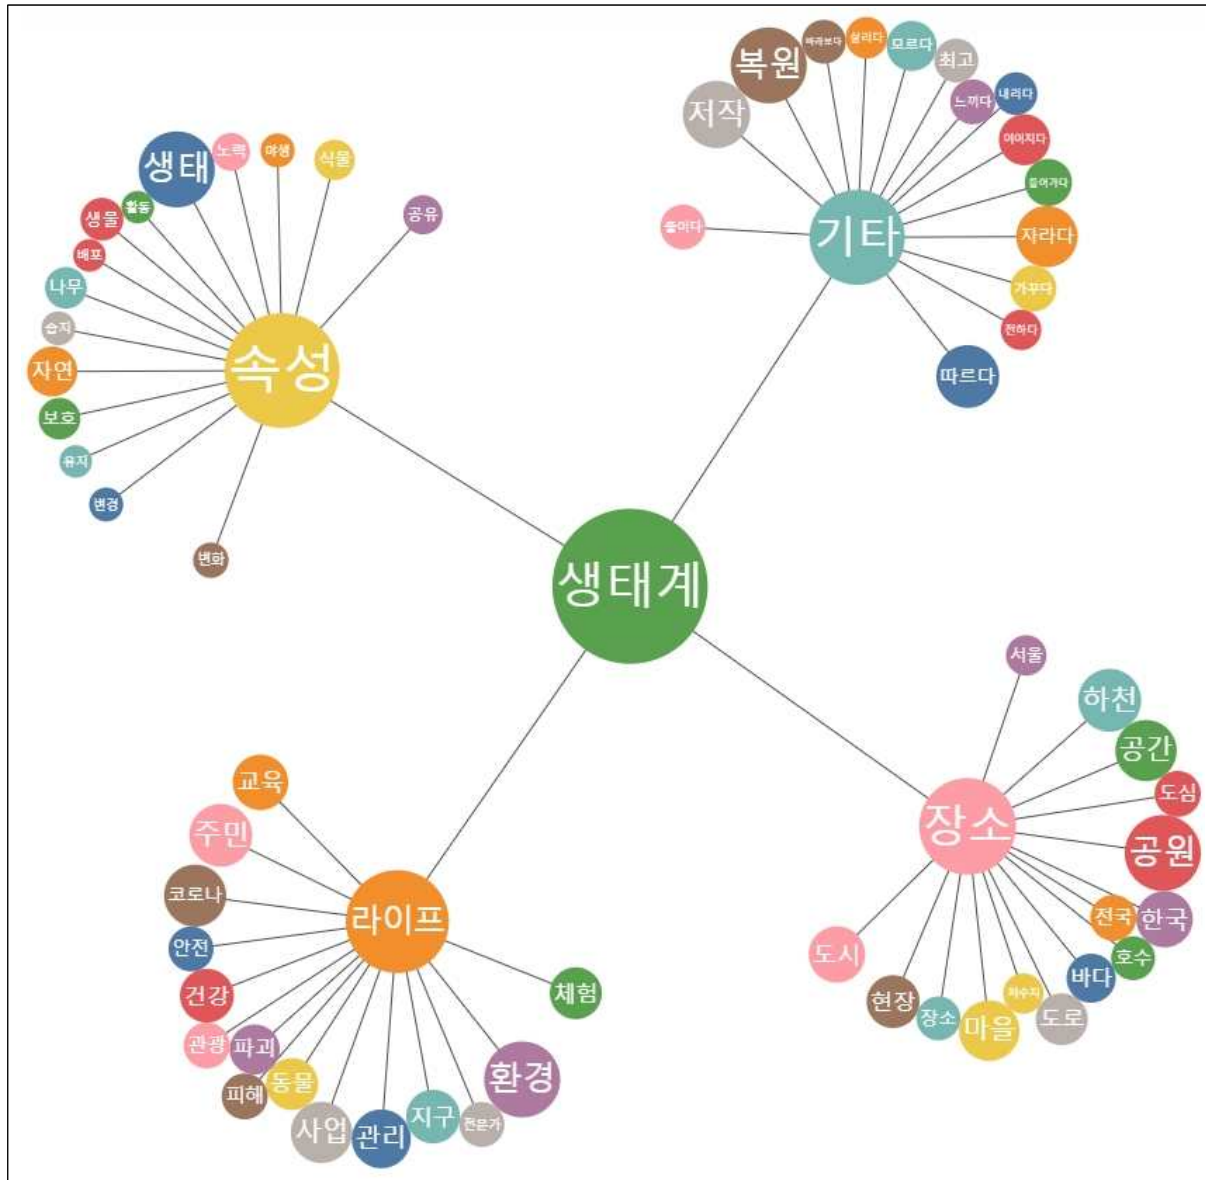 생태계
속성
공유
식물
야생
노력
생태
활동
생물
배포
나무
습지
자연
보호
유지
변경
변화
기타
저작
복원
바라보다
살리다
모르다
최고
느끼다
내리다
이어지다
들어가다
자라다
가꾸다
전하다
따르다
라이프
교육
주민
코로나
안전
건강
관광
파괴
피해
동물
사업
관리
지구
전문가
환경
체험
장소
서울
하천
공간
도심
공원
한국
전국
호수
바다
도로
저수지
마을
장소
현장
도시